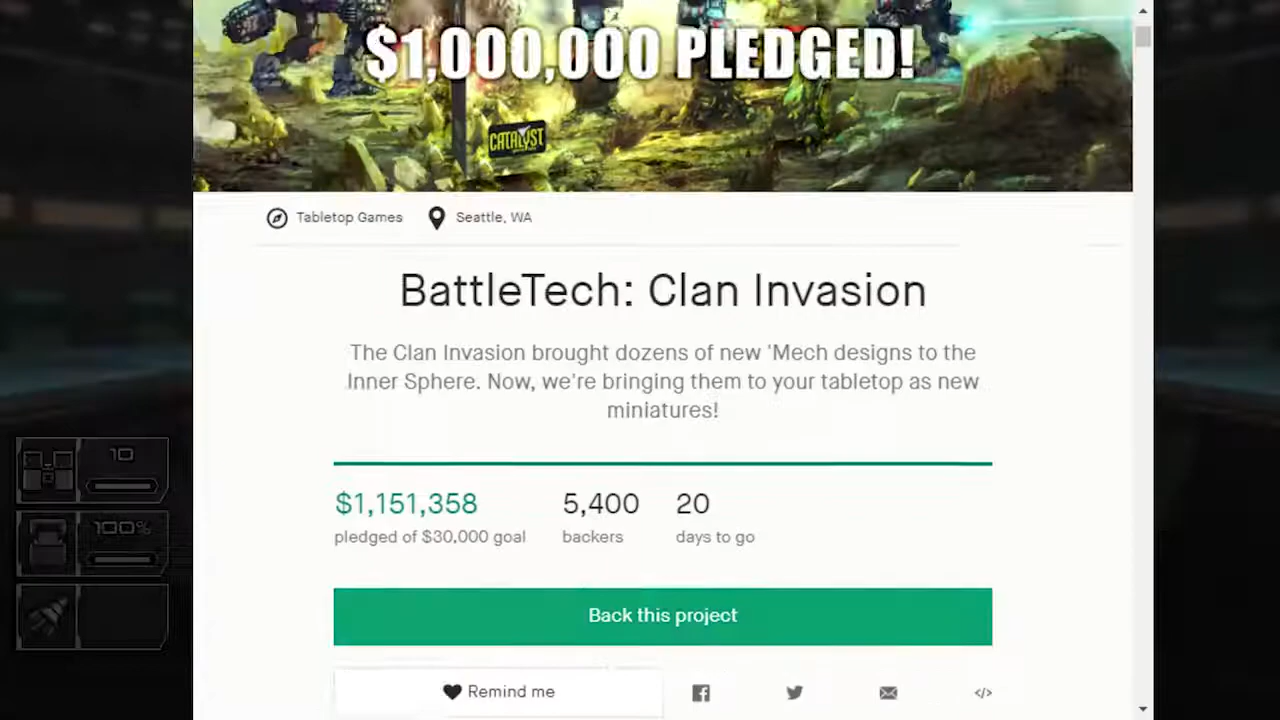 $1,000,000 PLEDGED!
CATALYST
Tabletop Games
Seattle, WA
BattleTech: Clan Invasion
The Clan Invasion brought dozens of new 'Mech designs to the
Inner Sphere. Now, we're bringing them to your tabletop as new
miniatures!
$1,151,358
pledged of $30,000 goal
5,400
backers
20
days to go
10
100%
Back this project
Remind me